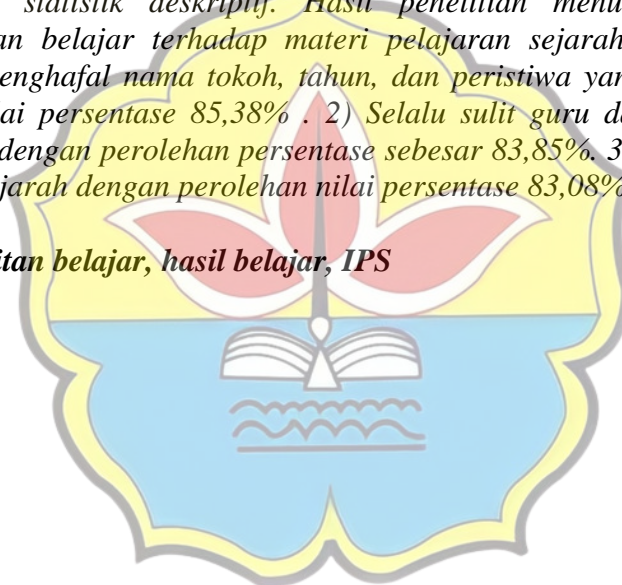 statistik deskriptif. Hasil penelitian menu
an belajar terhadap materi pelajaran sejarah
enghafal nama tokoh, tahun, dan peristiwa yan
ai persentase 85,38% . 2) Selalu sulit guru da
dengan perolehan persentase sebesar 83,85%. 3
jarah dengan perolehan nilai persentase 83,08%
itan belajar, hasil belajar, IPS